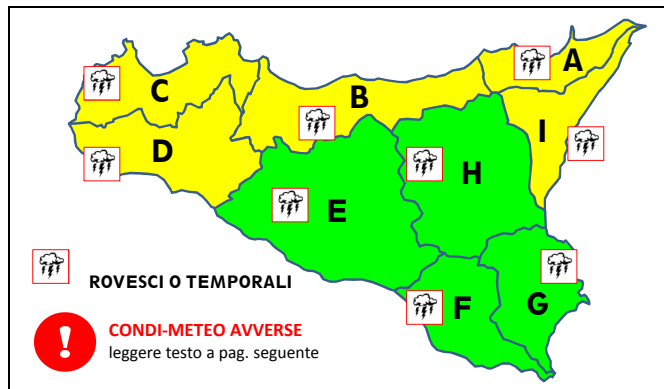 A
C
B
I
D
H
E
ROVESCI O TEMPORALI
F
G
!
CONDI-METEO AVVERSE
leggere testo a pag. seguente